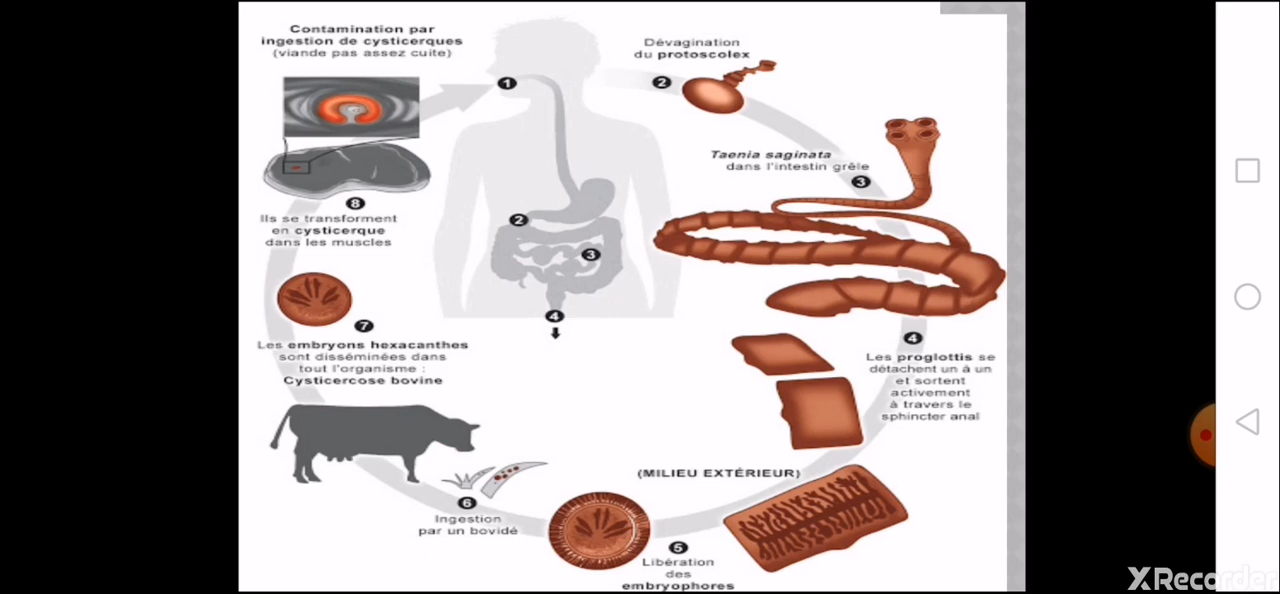 Contamination par
ingestion de cysticerques
(viande pas assez cuite)
1
Dévagination
du protoscolex
2
Taenia saginata
dans l'intestin grêle
3
2
3
4
4
Les proglottis se
détachent un à un
et sortent
activement
à travers le
sphincter anal
(MILIEU EXTÉRIEUR)
5
Libération
des
embryophores
6
Ingestion
par un bovidé
7
Les embryons hexacanthes
sont disséminées dans
tout l'organisme :
Cysticercose bovine
8
Ils se transforment
en cysticerque
dans les muscles
XRecorder